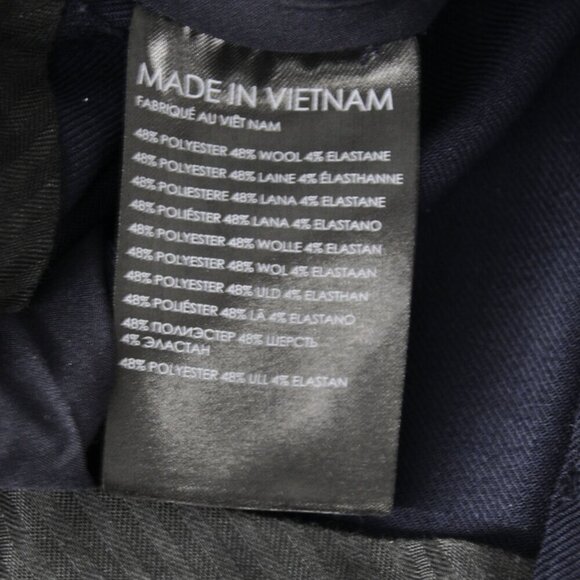 MADE IN VIETNAM
FABRIQUÉ AU VIÊT NAM
48% POLYESTER 48% WOOL 4% ELASTANE
48% POLYESTER 48% LAINE 4% ÉLASTHANNE
48% POLIESTERE 48% LANA 4% ELASTANE
48% POLIÉSTER 48% LANA 4% ELASTANO
48% POLYESTER 48% WOLLE 4% ELASTAN
48% POLYESTER 48% WOL 4% ELASTAAN
48% POLYESTER 48% ULD 4% ELASTHAN
48% POLIÉSTER 48% LÃ 4% ELASTANO
48% ПОЛИЭСТЕР 48% ШЕРСТЬ
4% ЭЛАСТАН
48% POLYESTER 48% ULL 4% ELASTAN